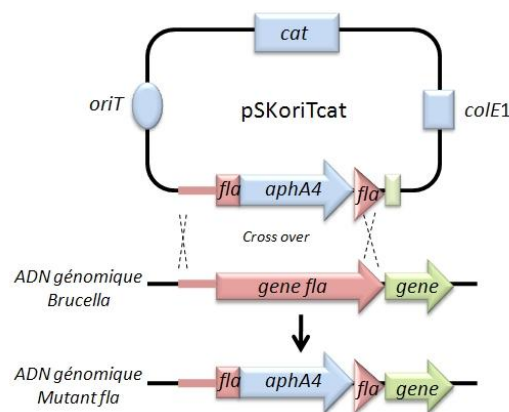 cat
oriT
pSKoriTcat
colE1
fla
aphA4
fla
Cross over
ADN génomique
Brucella
gene fla
gene
ADN génomique
Mutant fla
fla
aphA4
fla
gene